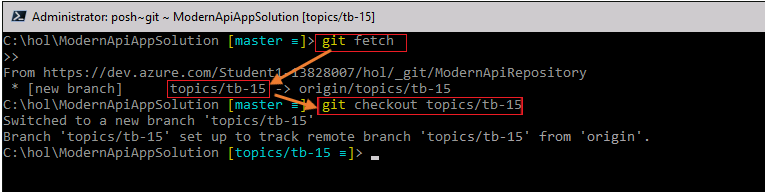 Administrator: posh~git ~ ModernApiAppSolution [topics/tb-15]
C:\hol\ModernApiAppSolution [master ≡]> git fetch
>>
From https://dev.azure.com/Student1-13828007/hol/_git/ModernApiRepository
 * [new branch]      topics/tb-15 -> origin/topics/tb-15
C:\hol\ModernApiAppSolution [master ≡]> git checkout topics/tb-15
Switched to a new branch 'topics/tb-15'
Branch 'topics/tb-15' set up to track remote branch 'topics/tb-15' from 'origin'.
C:\hol\ModernApiAppSolution [topics/tb-15 ≡]>